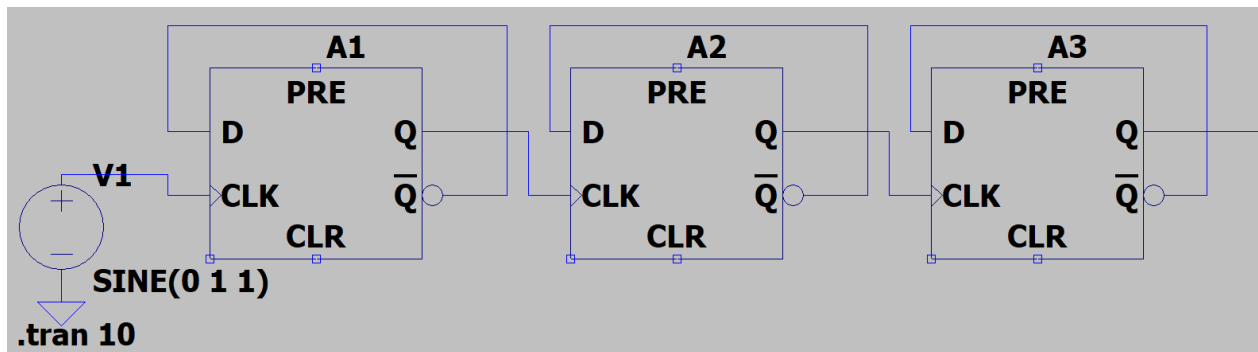 A1 A2 A3
PRE PRE PRE
D Q D Q D Q
V1
CLK Q̅ CLK Q̅ CLK Q̅
CLR CLR CLR
SINE(0 1 1)
.tran 10